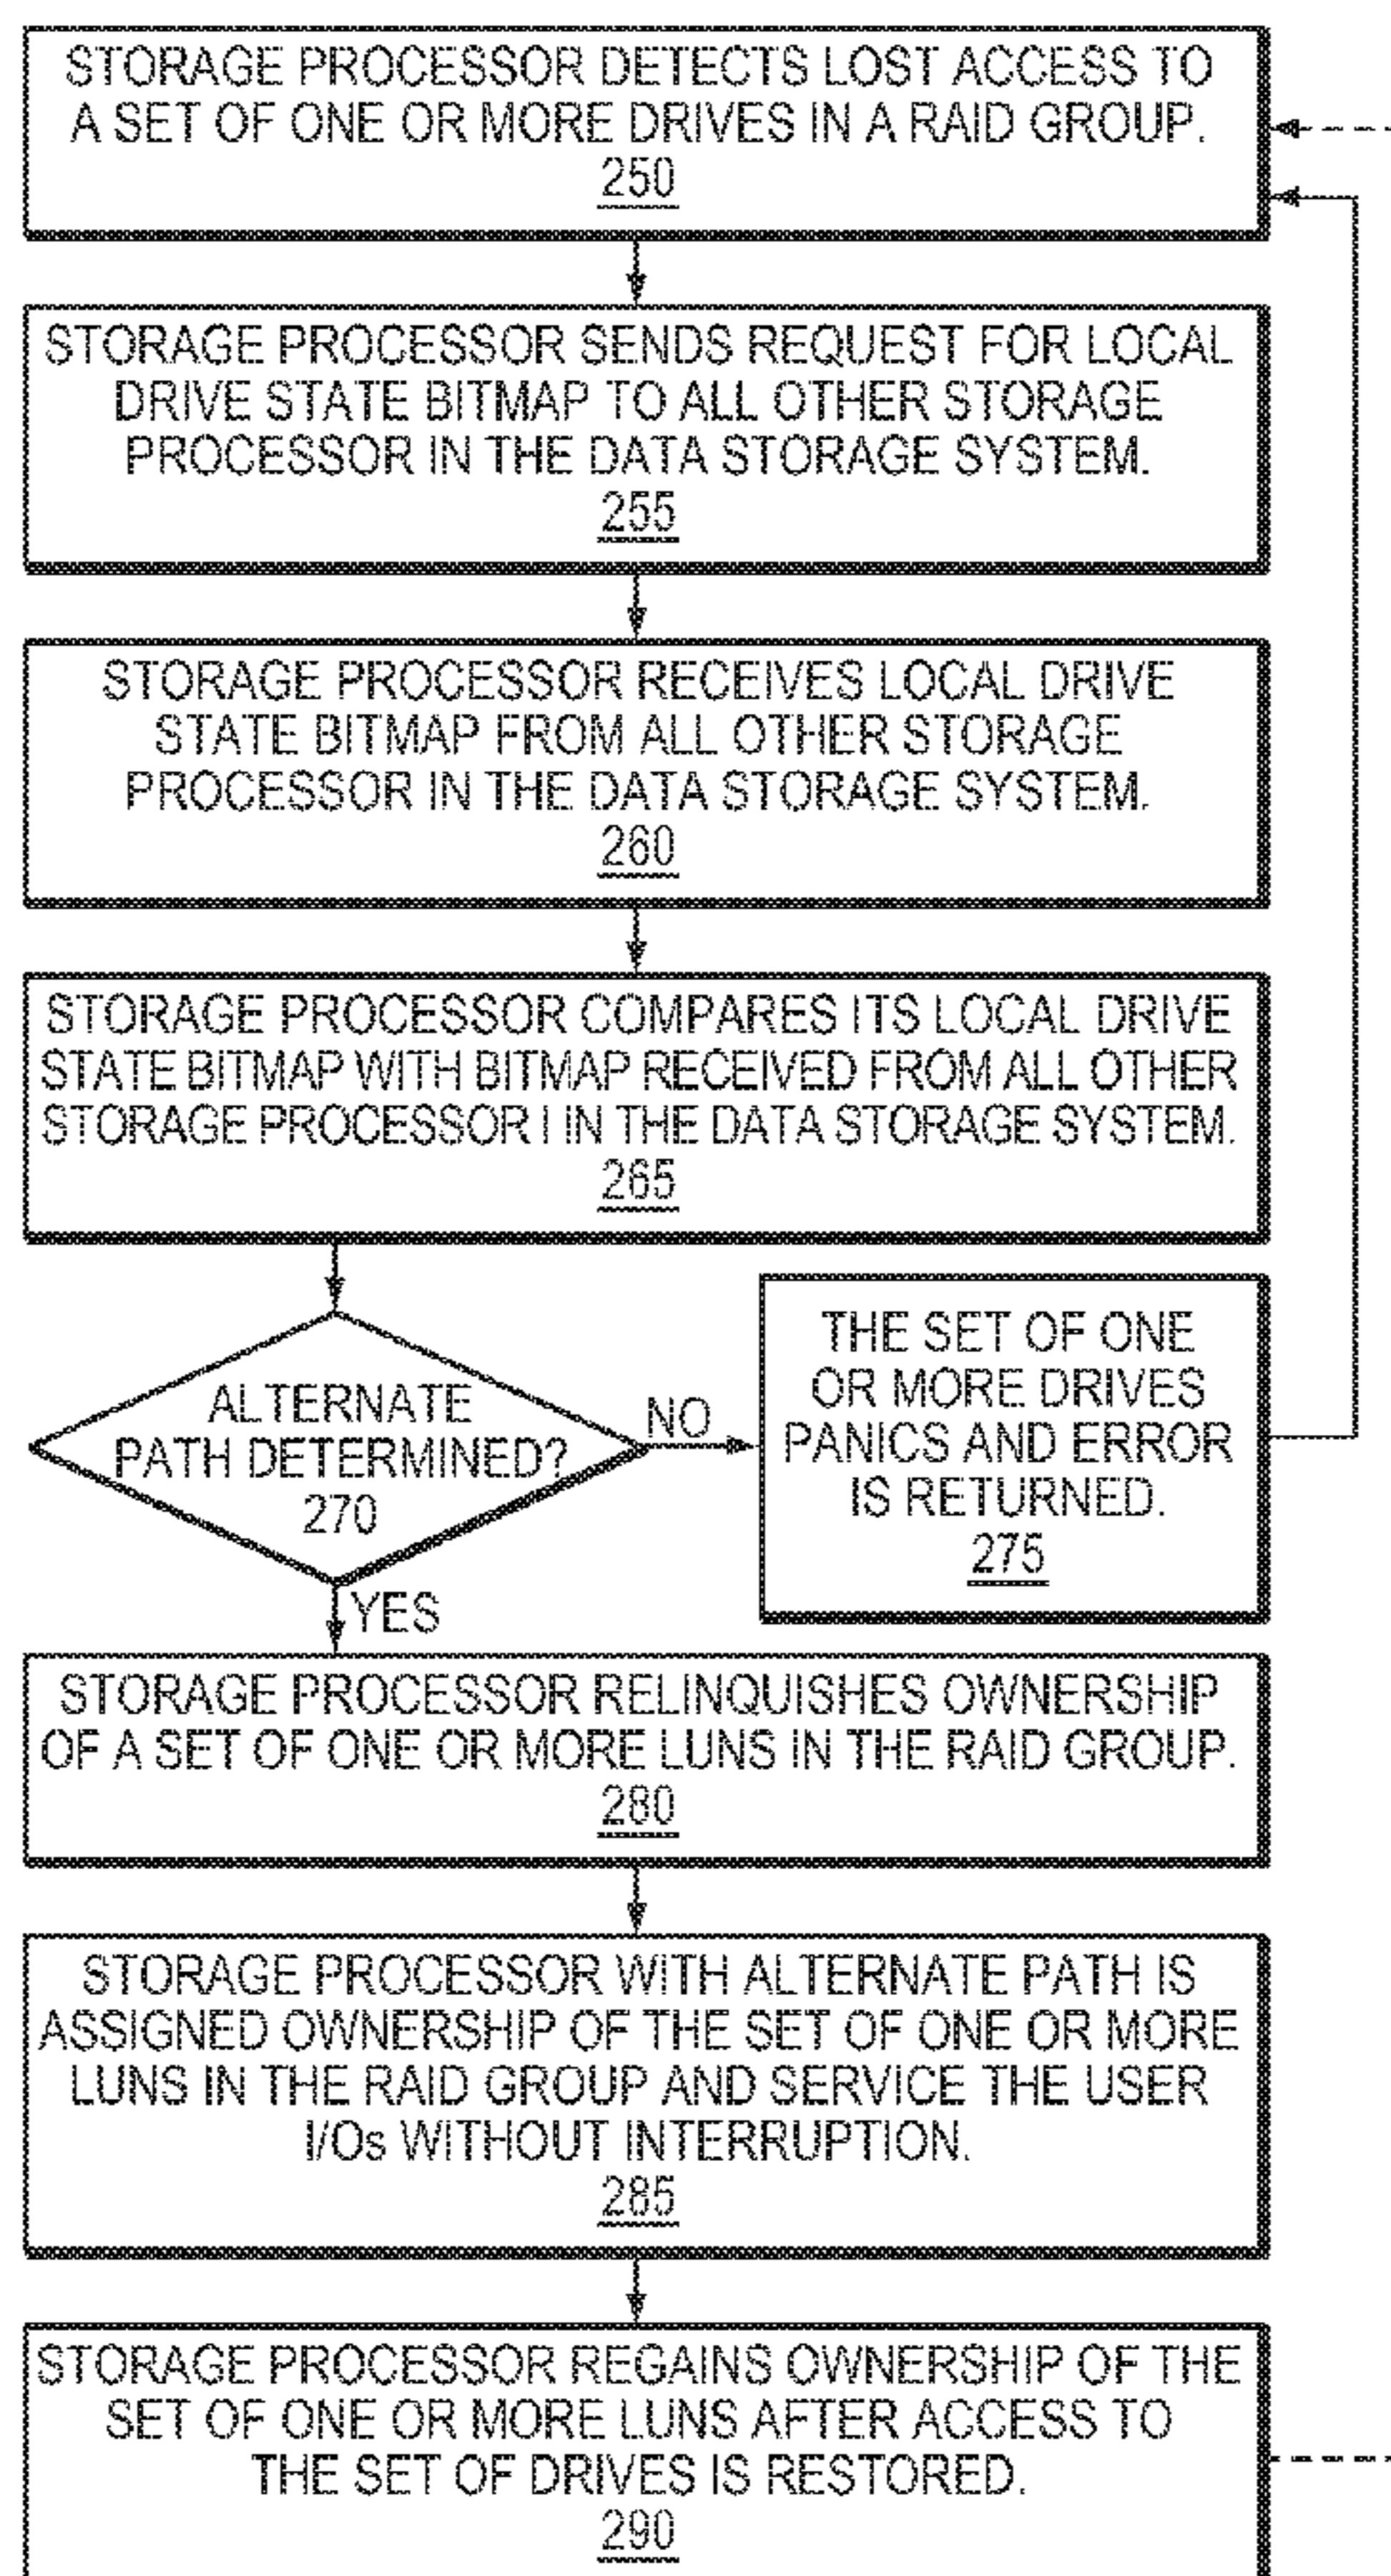 STORAGE PROCESSOR DETECTS LOST ACCESS TO
A SET OF ONE OR MORE DRIVES IN A RAID GROUP.
250
STORAGE PROCESSOR SENDS REQUEST FOR LOCAL
DRIVE STATE BITMAP TO ALL OTHER STORAGE
PROCESSOR IN THE DATA STORAGE SYSTEM.
255
STORAGE PROCESSOR RECEIVES LOCAL DRIVE
STATE BITMAP FROM ALL OTHER STORAGE
PROCESSOR IN THE DATA STORAGE SYSTEM.
260
STORAGE PROCESSOR COMPARES ITS LOCAL DRIVE
STATE BITMAP WITH BITMAP RECEIVED FROM ALL OTHER
STORAGE PROCESSOR I IN THE DATA STORAGE SYSTEM.
265
ALTERNATE
PATH DETERMINED?
270
NO
THE SET OF ONE
OR MORE DRIVES
PANICS AND ERROR
IS RETURNED.
275
YES
STORAGE PROCESSOR RELINQUISHES OWNERSHIP
OF A SET OF ONE OR MORE LUNS IN THE RAID GROUP.
280
STORAGE PROCESSOR WITH ALTERNATE PATH IS
ASSIGNED OWNERSHIP OF THE SET OF ONE OR MORE
LUNS IN THE RAID GROUP AND SERVICE THE USER
I/Os WITHOUT INTERRUPTION.
285
STORAGE PROCESSOR REGAINS OWNERSHIP OF THE
SET OF ONE OR MORE LUNS AFTER ACCESS TO
THE SET OF DRIVES IS RESTORED.
290